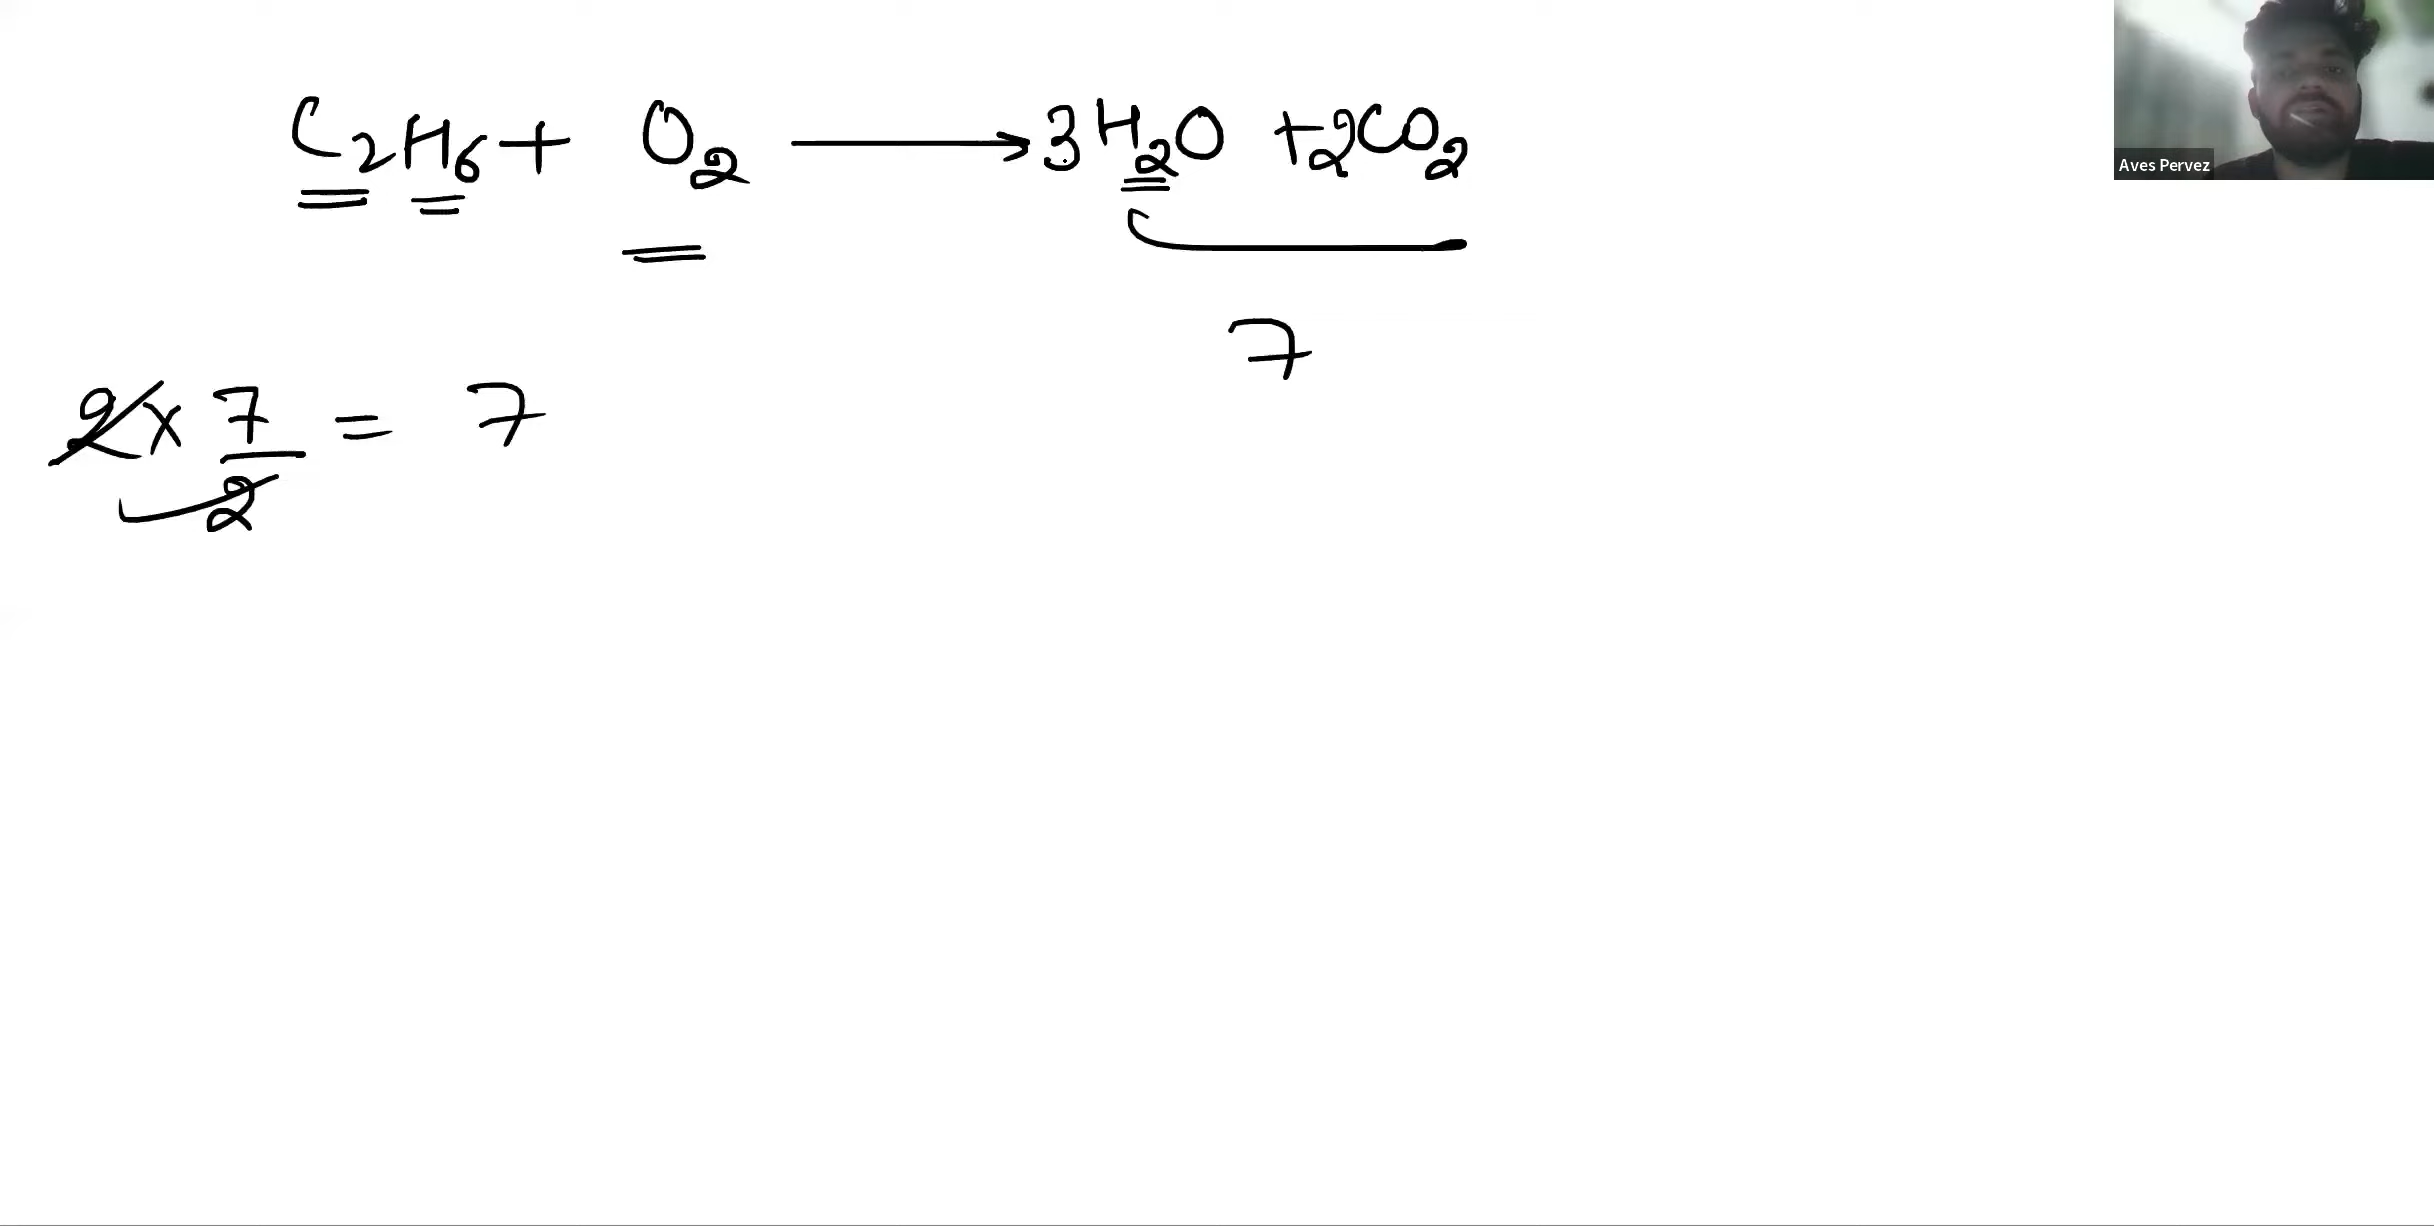 C₂H₆ + O₂ ⟶ 3H₂O + 2CO₂
7
2 × 7/2 = 7
Aves Pervez